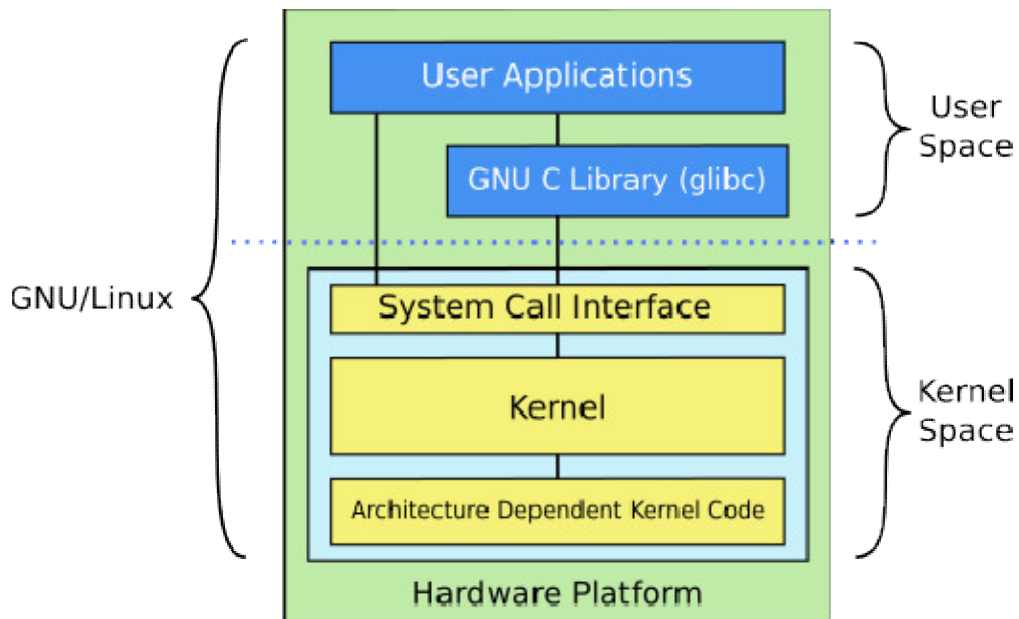 User Applications
User
Space
GNU C Library (glibc)
GNU/Linux
System Call Interface
Kernel
Kernel
Space
Architecture Dependent Kernel Code
Hardware Platform